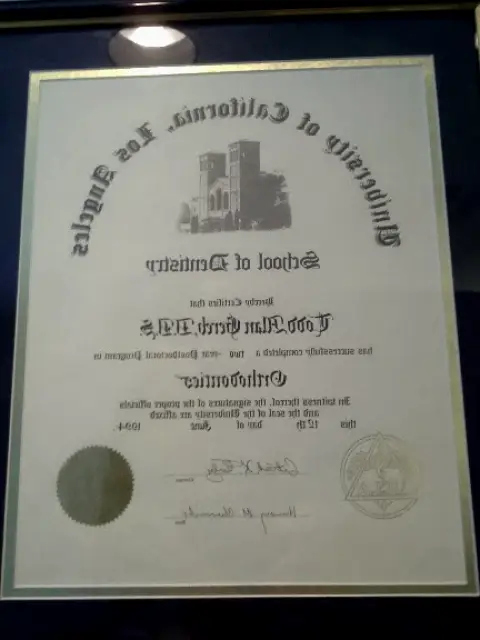 University of California, Los Angeles
School of Dentistry
Hereby Certifies that
Todd Alan D.D.S.
has successfully completed a two -year Postdoctoral Program in
Orthodontics
In witness thereof, the signatures of the proper officials
and the seal of the University are affixed
this 12th day of June 1994.